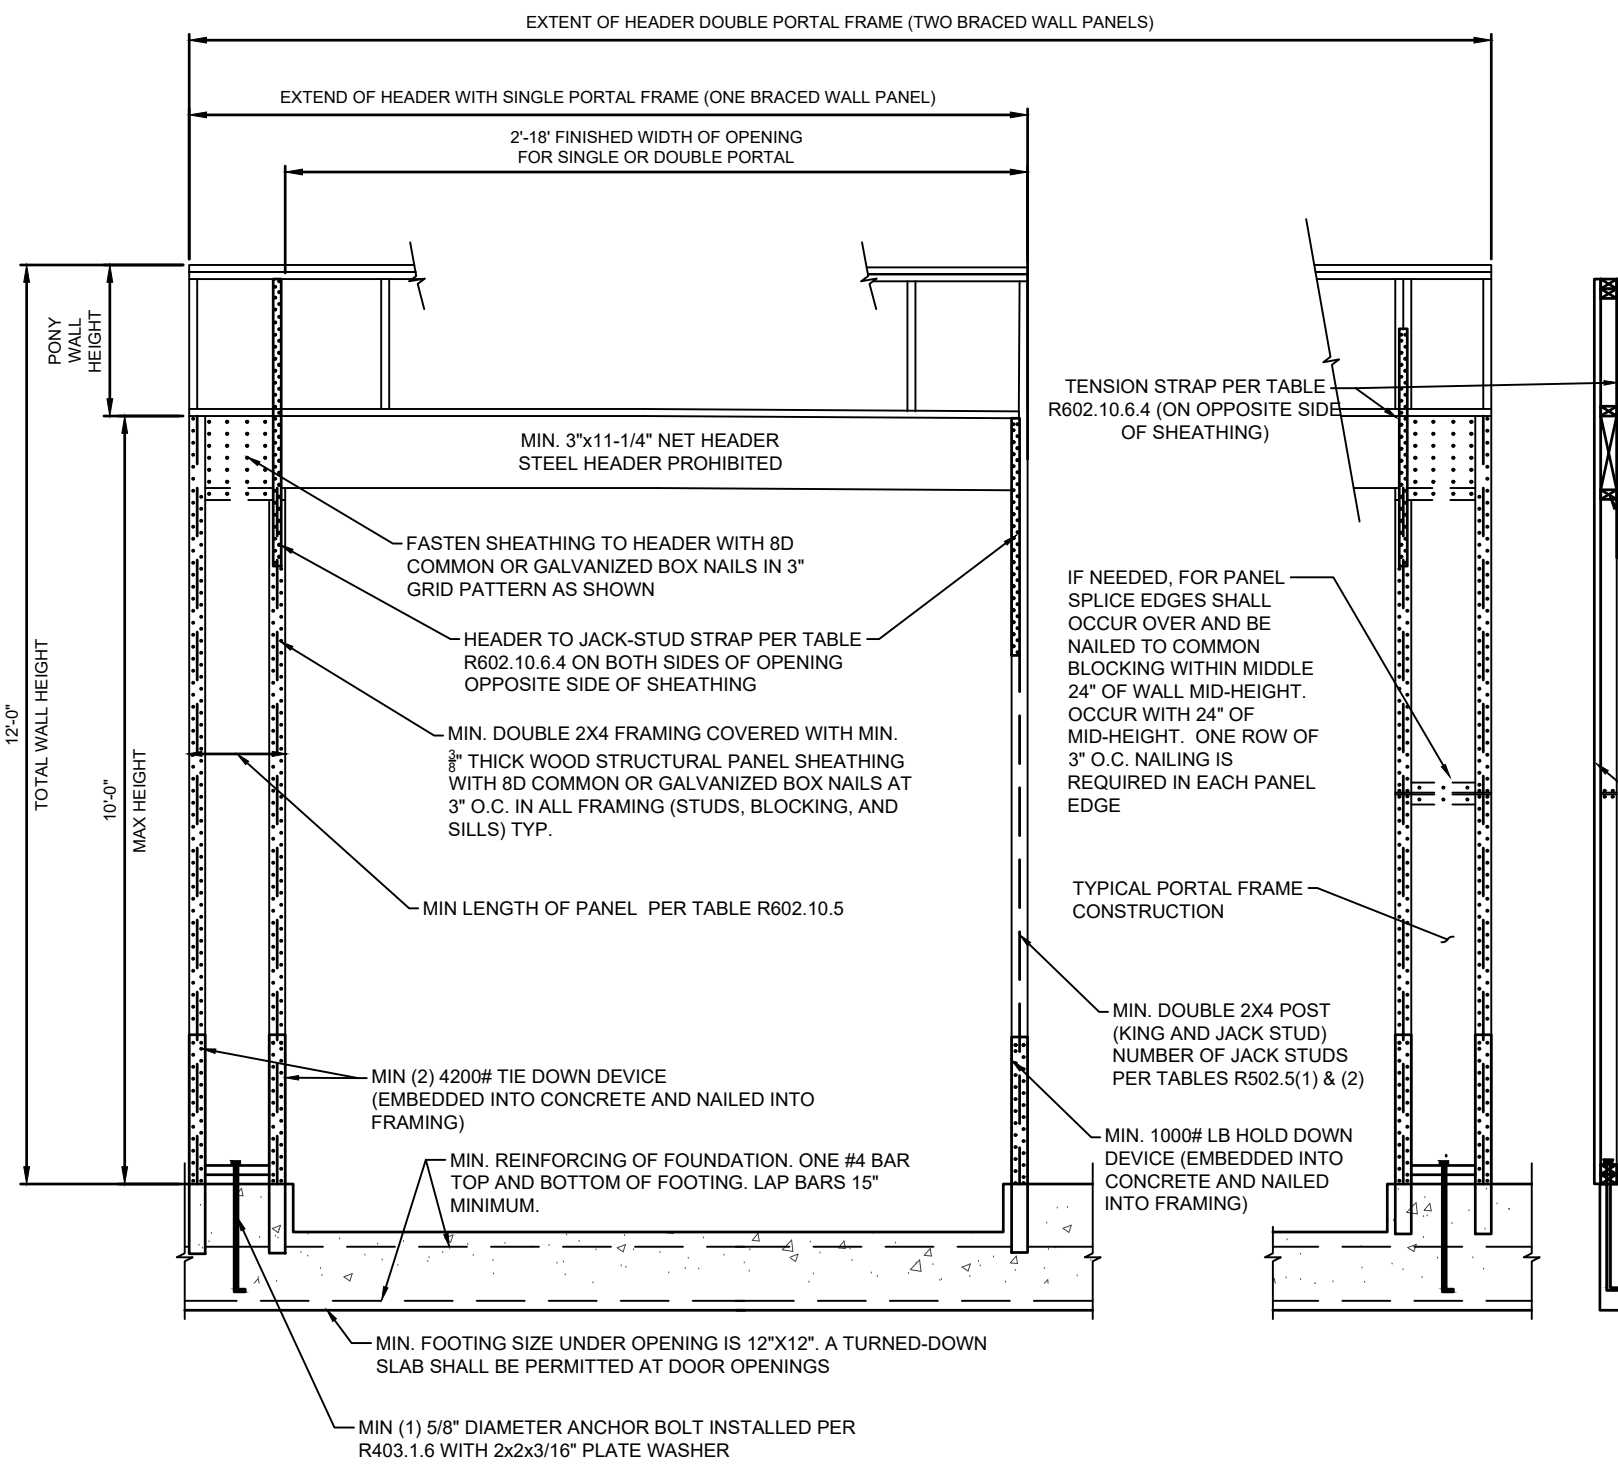 EXTENT OF HEADER DOUBLE PORTAL FRAME (TWO BRACED WALL PANELS)
EXTEND OF HEADER WITH SINGLE PORTAL FRAME (ONE BRACED WALL PANEL)
2'-18' FINISHED WIDTH OF OPENING
FOR SINGLE OR DOUBLE PORTAL
PONY
WALL
HEIGHT
12'-0"
TOTAL WALL HEIGHT
10'-0"
MAX HEIGHT
MIN. 3"x11-1/4" NET HEADER
STEEL HEADER PROHIBITED
TENSION STRAP PER TABLE
R602.10.6.4 (ON OPPOSITE SIDE
OF SHEATHING)
FASTEN SHEATHING TO HEADER WITH 8D
COMMON OR GALVANIZED BOX NAILS IN 3"
GRID PATTERN AS SHOWN
HEADER TO JACK-STUD STRAP PER TABLE
R602.10.6.4 ON BOTH SIDES OF OPENING
OPPOSITE SIDE OF SHEATHING
MIN. DOUBLE 2X4 FRAMING COVERED WITH MIN.
3/8" THICK WOOD STRUCTURAL PANEL SHEATHING
WITH 8D COMMON OR GALVANIZED BOX NAILS AT
3" O.C. IN ALL FRAMING (STUDS, BLOCKING, AND
SILLS) TYP.
MIN LENGTH OF PANEL PER TABLE R602.10.5
IF NEEDED, FOR PANEL
SPLICE EDGES SHALL
OCCUR OVER AND BE
NAILED TO COMMON
BLOCKING WITHIN MIDDLE
24" OF WALL MID-HEIGHT.
OCCUR WITH 24" OF
MID-HEIGHT. ONE ROW OF
3" O.C. NAILING IS
REQUIRED IN EACH PANEL
EDGE
TYPICAL PORTAL FRAME
CONSTRUCTION
MIN. DOUBLE 2X4 POST
(KING AND JACK STUD)
NUMBER OF JACK STUDS
PER TABLES R502.5(1) & (2)
MIN (2) 4200# TIE DOWN DEVICE
(EMBEDDED INTO CONCRETE AND NAILED INTO
FRAMING)
MIN. 1000# LB HOLD DOWN
DEVICE (EMBEDDED INTO
CONCRETE AND NAILED
INTO FRAMING)
MIN. REINFORCING OF FOUNDATION. ONE #4 BAR
TOP AND BOTTOM OF FOOTING. LAP BARS 15"
MINIMUM.
MIN. FOOTING SIZE UNDER OPENING IS 12"X12". A TURNED-DOWN
SLAB SHALL BE PERMITTED AT DOOR OPENINGS
MIN (1) 5/8" DIAMETER ANCHOR BOLT INSTALLED PER
R403.1.6 WITH 2x2x3/16" PLATE WASHER